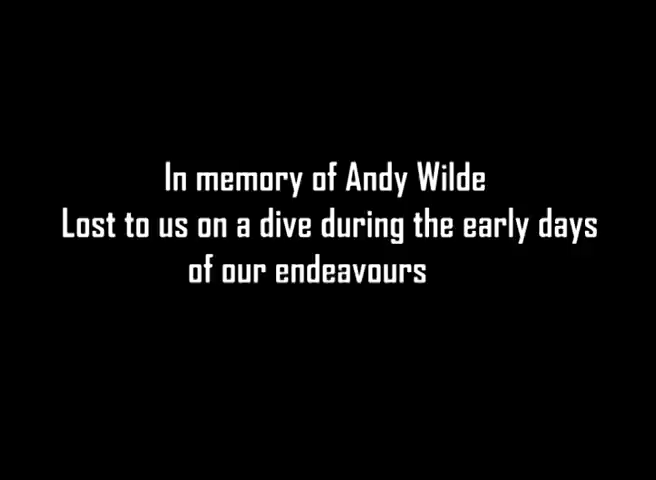 In memory of Andy Wilde
Lost to us on a dive during the early days
of our endeavours